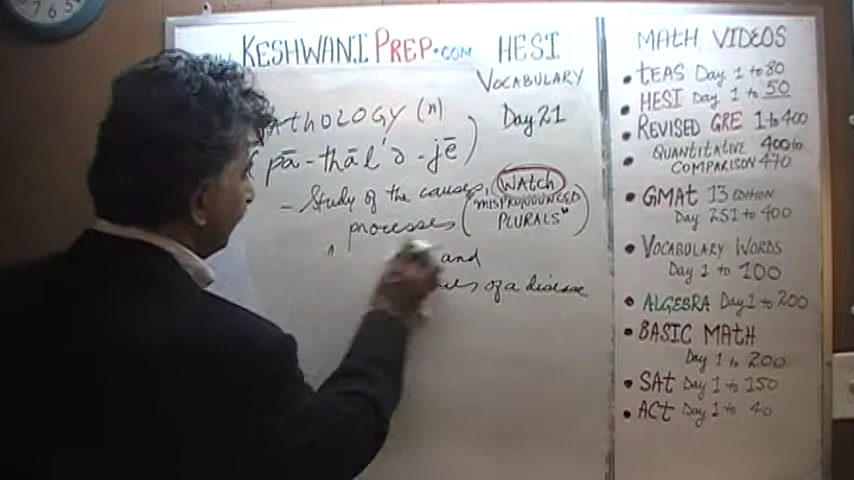 KESHWANI PREP.COM HESI
VOCABULARY
PATHOLOGY (n) Day 21
(pā-thăl'ə-jē)
- Study of the causes, WATCH
processes (MISPRONOUNCED
PLURALS")
and
of a disease
MATH VIDEOS
• TEAS Day 1 to 80
• HESI Day 1 to 50
• REVISED GRE 1 to 400
• QUANTITATIVE 400 to
COMPARISON 470
• GMAT 13 EDITION
Day 251 to 400
• VOCABULARY WORDS
Day 1 to 100
• ALGEBRA Day 1 to 200
• BASIC MATH
Day 1 to 200
• SAT Day 1 to 150
• ACT Day 1 to 40